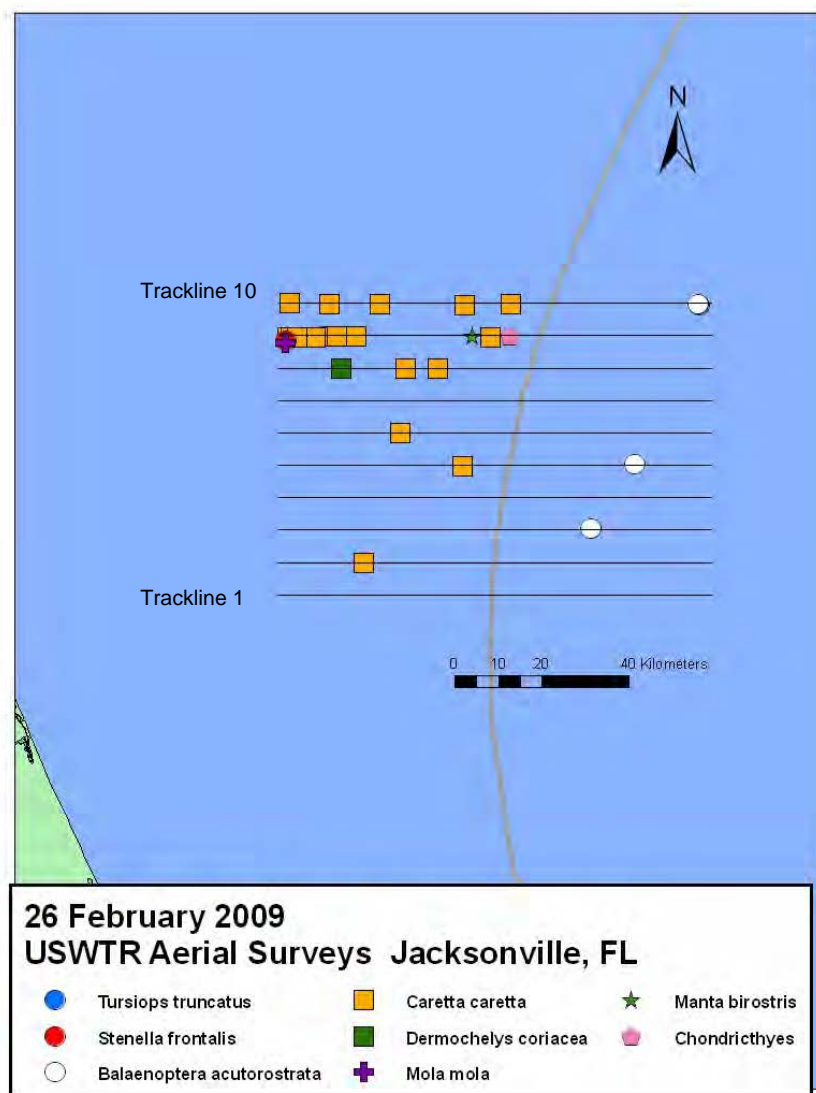 N
Trackline 10
Trackline 1
0 10 20 40 Kilometers
26 February 2009
USWTR Aerial Surveys Jacksonville, FL
Tursiops truncatus Caretta caretta Manta birostris
Stenella frontalis Dermochelys coriacea Chondricthyes
Balaenoptera acutorostrata Mola mola